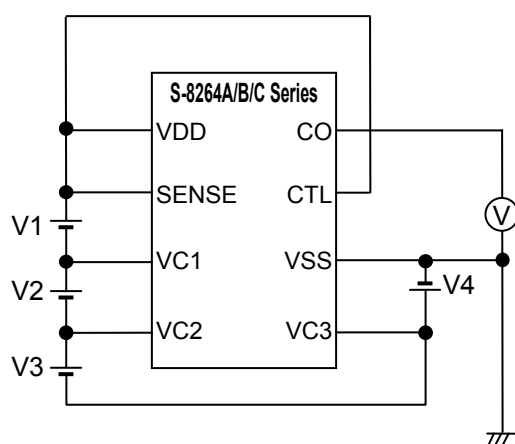 S-8264A/B/C Series
VDD CO
SENSE CTL
V1
VC1 VSS
V2 V4
VC2 VC3
V3
V